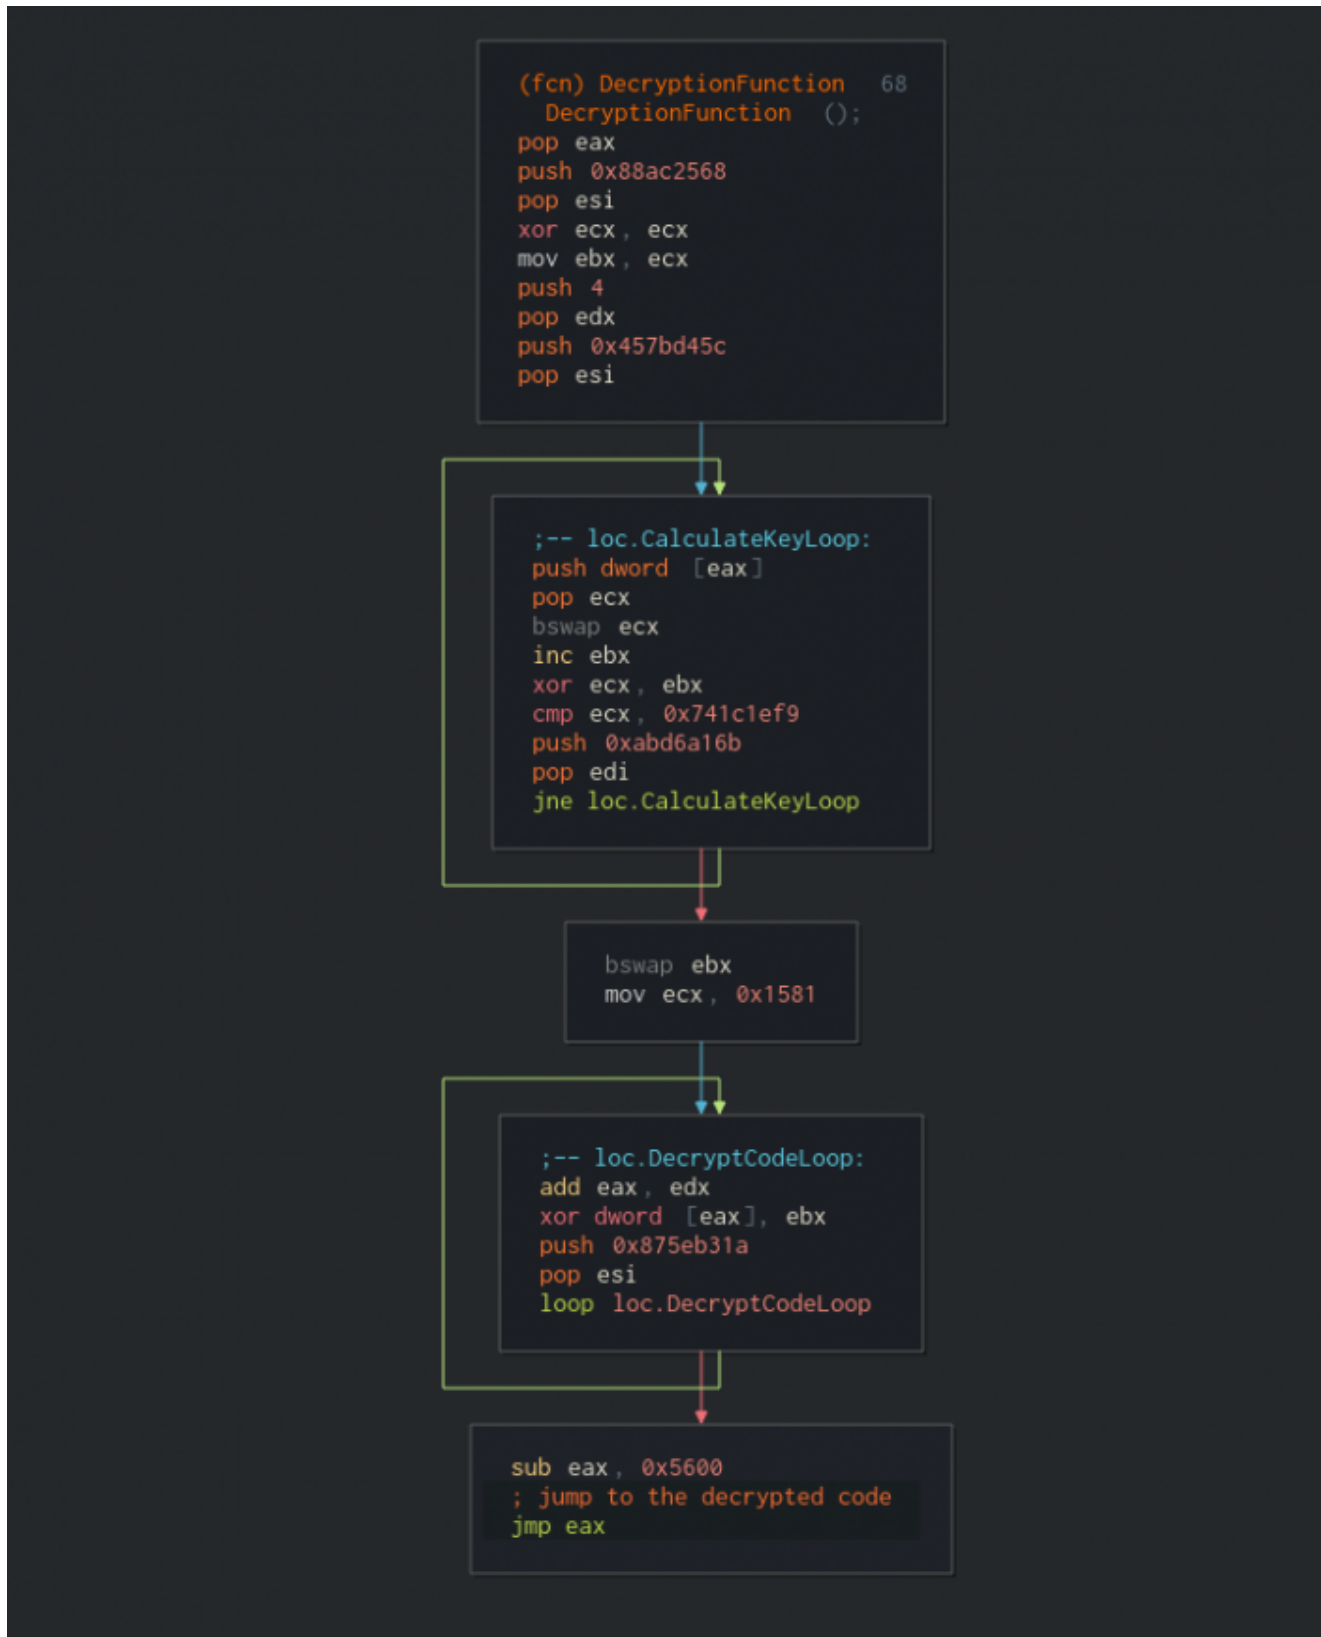 (fcn) DecryptionFunction 68
DecryptionFunction ();
pop eax
push 0x88ac2568
pop esi
xor ecx, ecx
mov ebx, ecx
push 4
pop edx
push 0x457bd45c
pop esi
;-- loc.CalculateKeyLoop:
push dword [eax]
pop ecx
bswap ecx
inc ebx
xor ecx, ebx
cmp ecx, 0x741c1ef9
push 0xabd6a16b
pop edi
jne loc.CalculateKeyLoop
bswap ebx
mov ecx, 0x1581
;-- loc.DecryptCodeLoop:
add eax, edx
xor dword [eax], ebx
push 0x875eb31a
pop esi
loop loc.DecryptCodeLoop
sub eax, 0x5600
; jump to the decrypted code
jmp eax